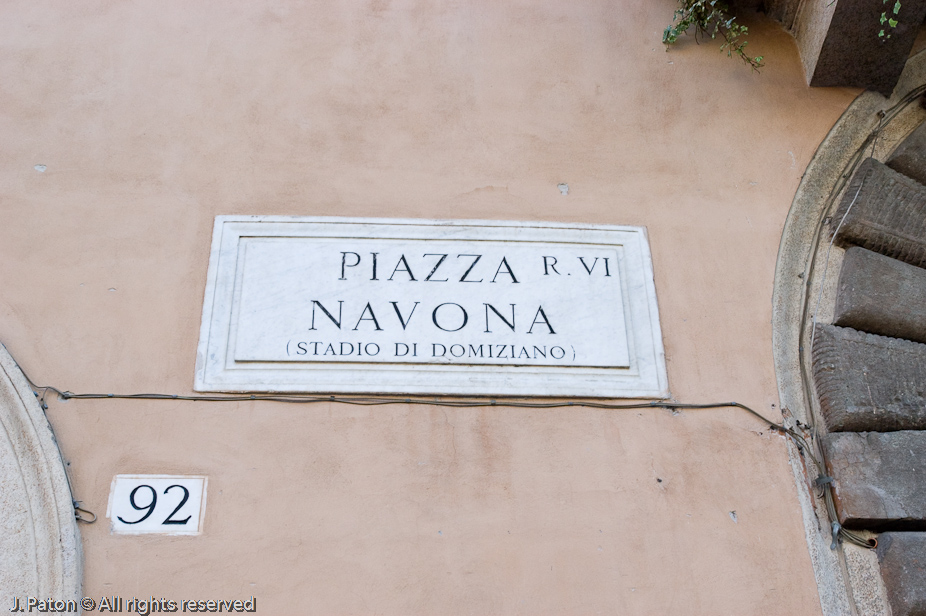 PIAZZA R. VI
NAVONA
(STADIO DI DOMIZIANO)
92
J. Paton © All rights reserved